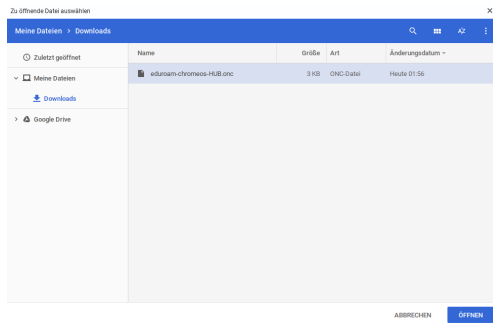 Zu öffnende Datei auswählen
Meine Dateien > Downloads
Zuletzt geöffnet
Meine Dateien
Downloads
Google Drive
Name Größe Art Änderungsdatum
eduroam-chromeos-HUB.onc 3 KB ONC-Datei Heute 01:56
ABBRECHEN ÖFFNEN